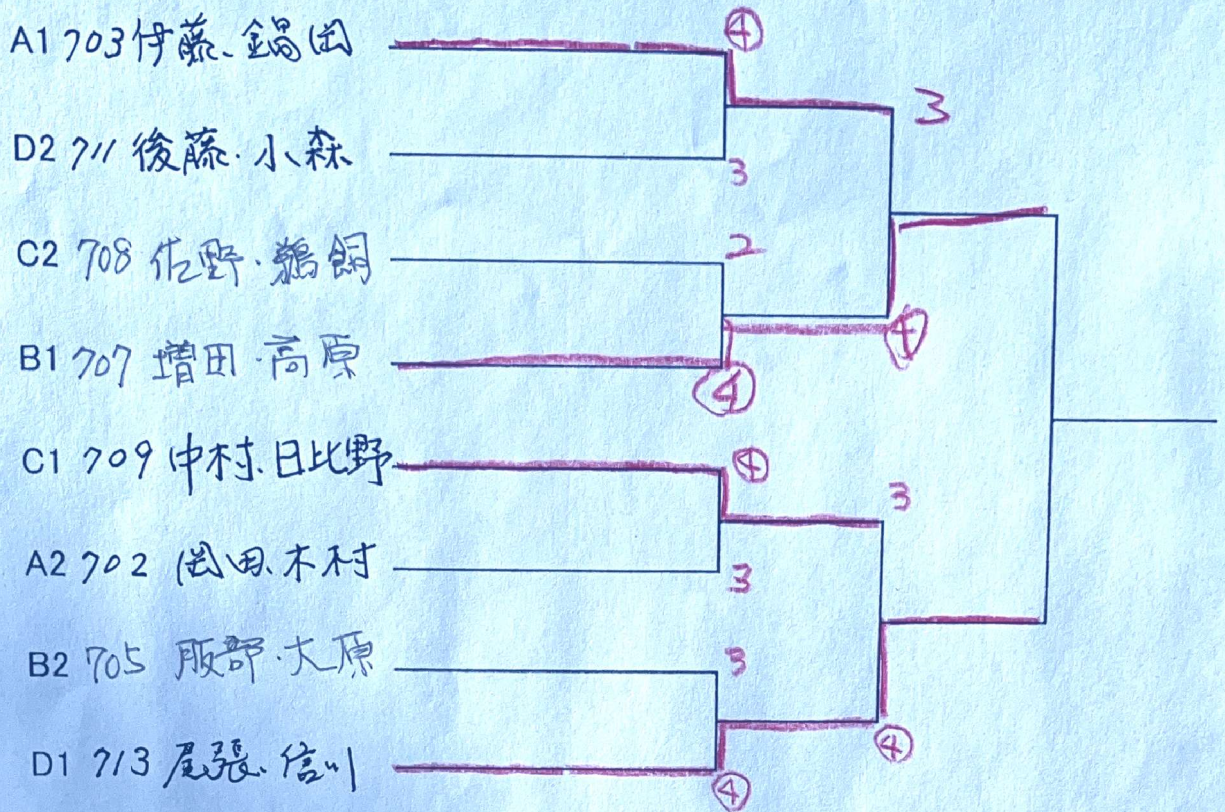 A1 703 伊藤、鍋田 ④
3
D2 711 後藤・小森 3
C2 708 佐野・鵜飼 2
④
B1 707 増田・高原 ④
C1 709 中村、日比野 ④
3
A2 702 岡田、木村 3
B2 705 服部・大原 3
④
D1 713 尾張、信川 ④